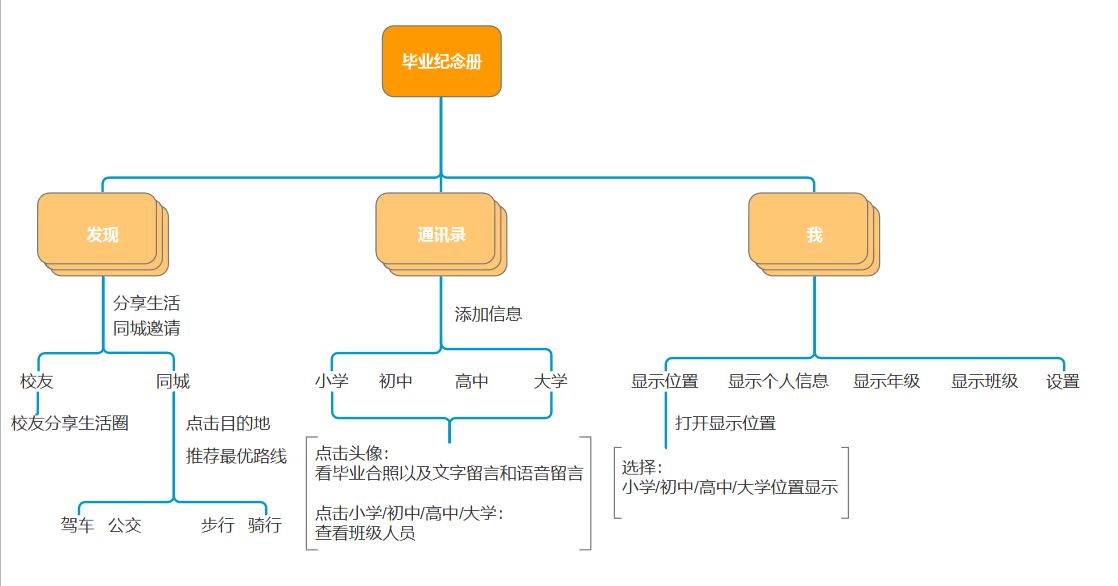 毕业纪念册
发现
通讯录
我
分享生活
同城邀请
添加信息
校友
同城
小学
初中
高中
大学
显示位置
显示个人信息
显示年级
显示班级
设置
校友分享生活圈
点击目的地
推荐最优路线
打开显示位置
点击头像：
看毕业合照以及文字留言和语音留言
点击小学/初中/高中/大学：
查看班级人员
选择：
小学/初中/高中/大学位置显示
驾车
公交
步行
骑行